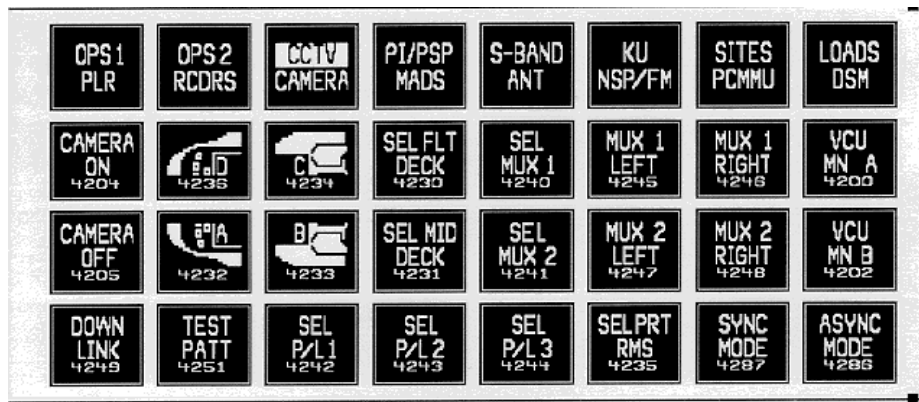 OPS 1
PLR
OPS 2
RCDRS
CCTV
CAMERA
PI/PSP
MADS
S-BAND
ANT
KU
NSP/FM
SITES
PCMMU
LOADS
DSM
CAMERA
ON
4204
D
4236
C
4234
SEL FLT
DECK
4230
SEL
MUX 1
4240
MUX 1
LEFT
4245
MUX 1
RIGHT
4246
VCU
MN A
4200
CAMERA
OFF
4205
A
4232
B
4233
SEL MID
DECK
4231
SEL
MUX 2
4241
MUX 2
LEFT
4247
MUX 2
RIGHT
4248
VCU
MN B
4202
DOWN
LINK
4249
TEST
PATT
4251
SEL
P/L 1
4242
SEL
P/L 2
4243
SEL
P/L 3
4244
SEL PRT
RMS
4235
SYNC
MODE
4287
ASYNC
MODE
4286